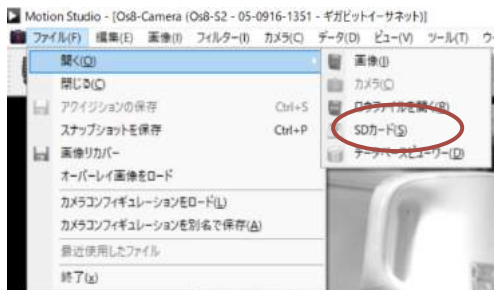 Motion Studio - [Os8-Camera (Os8-S2 - 05-0916-1351 - ギガビットイーサネット)]
ファイル(F) 編集(E) 画像(I) フィルター(I) カメラ(C) データ(D) ビュー(V) ツール(T) ウ
開く(O)
閉じる(C)
アクイジションの保存 Ctrl+S
スナップショットを保存 Ctrl+P
画像リカバー
オーバーレイ画像をロード
カメラコンフィギュレーションをロード(L)
カメラコンフィギュレーションを別名で保存(A)
最近使用したファイル
終了(x)
画像(I)
カメラ(C)
ロウファイルを開く(R)
SDカード(S)
データベースビューワー(D)